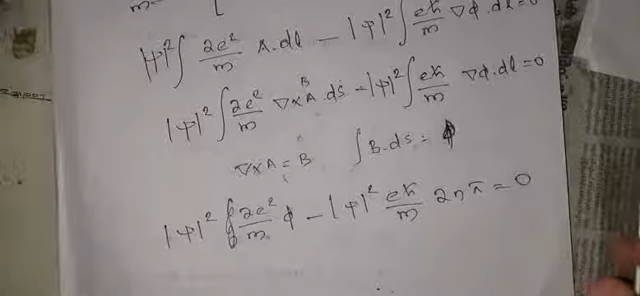 m
|ψ|² ∫ 2e²/m A.dl - |ψ|² ∫ eħ/m ∇φ.dl=0
|ψ|² ∫ 2e²/m ∇×A.ds - |ψ|² ∫ eħ/m ∇φ.dl=0
∇×A = B ∫B.ds = φ
|ψ|² 2e²/m φ - |ψ|² eħ/m 2nπ = 0